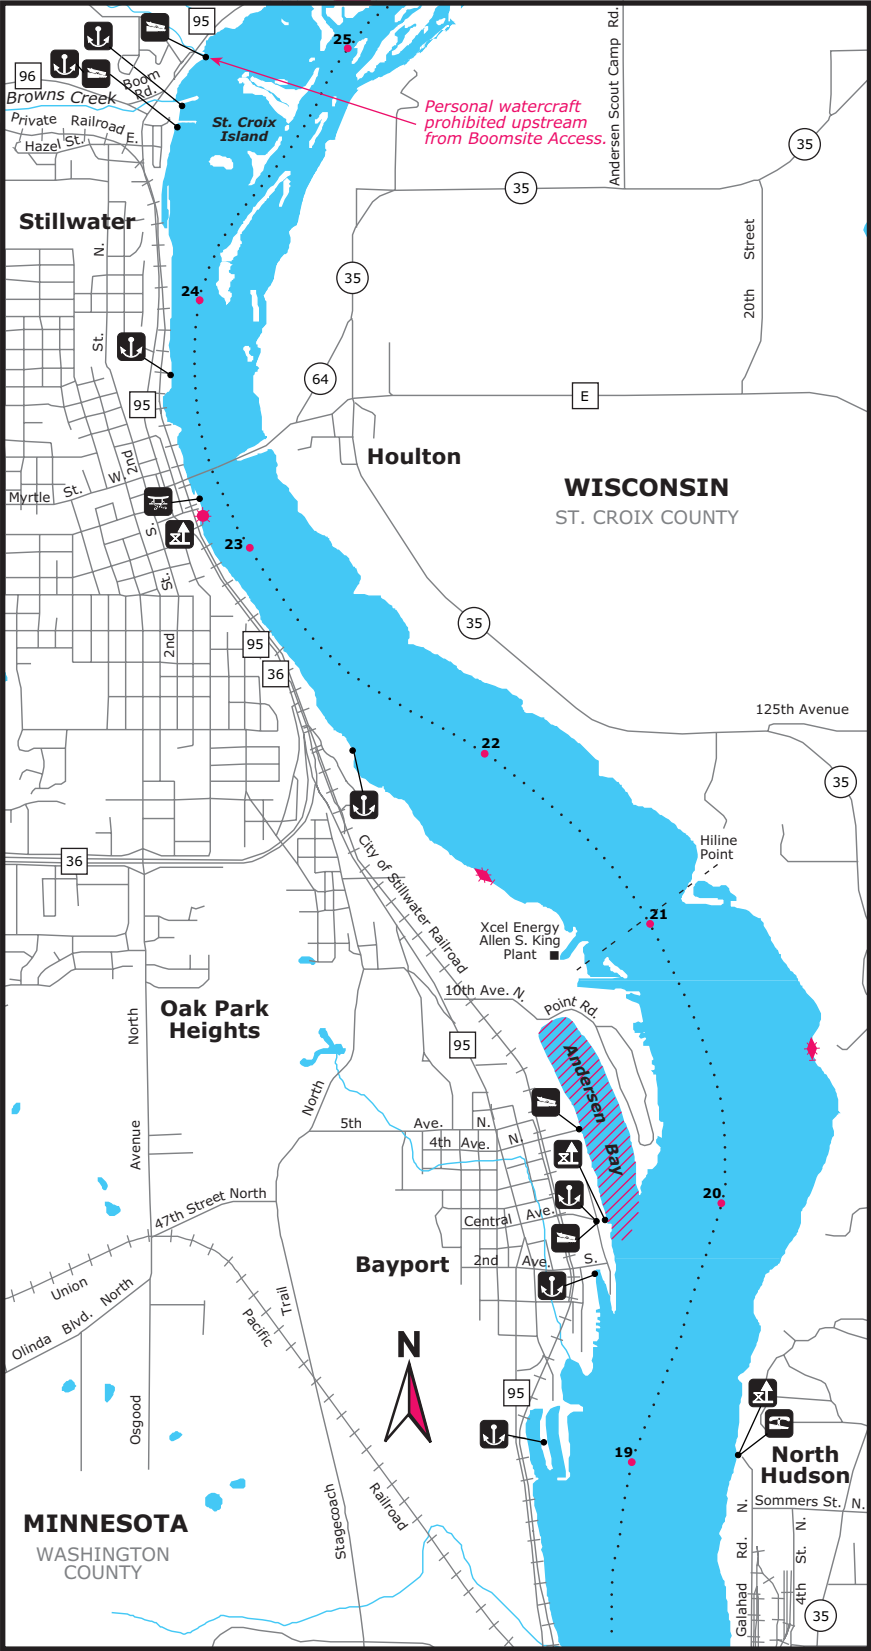 95
25
96
Boom
Rd.
Browns Creek
Private Railroad
Hazel St. E.
St. Croix
Island
Personal watercraft
prohibited upstream
from Boomsite Access.
Andersen Scout Camp Rd.
35
35
Stillwater
N.
St.
20th Street
35
24
64
95
E
Houlton
WISCONSIN
ST. CROIX COUNTY
2nd
W.
Myrtle St.
S.
St.
2nd
23
35
95
36
125th Avenue
22
35
36
City of Stillwater Railroad
Hiline
Point
21
Xcel Energy
Allen S. King
Plant
10th Ave. N.
Point Rd.
Oak Park
Heights
North
95
Andersen
Bay
North
5th Ave. N.
4th Ave. N.
Avenue
20
47th Street North
Central Ave.
Bayport
2nd Ave. S.
Union
Pacific
Railroad
Olinda Blvd. North
Trail
Stagecoach
N
95
Osgood
19
North
Hudson
Sommers St. N.
MINNESOTA
WASHINGTON
COUNTY
N.
Galahad Rd.
N.
4th St.
35